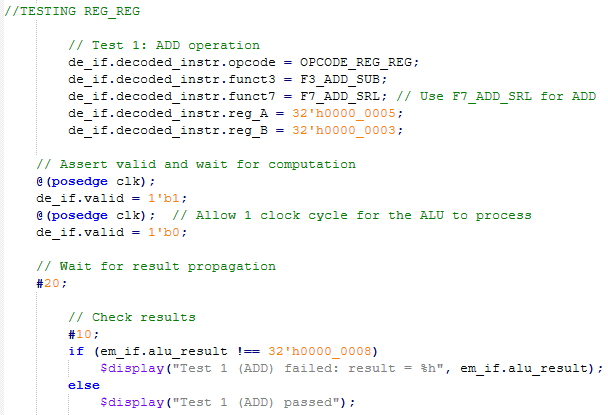 //TESTING REG_REG
// Test 1: ADD operation
de_if.decoded_instr.opcode = OPCODE_REG_REG;
de_if.decoded_instr.funct3 = F3_ADD_SUB;
de_if.decoded_instr.funct7 = F7_ADD_SRL; // Use F7_ADD_SRL for ADD
de_if.decoded_instr.reg_A = 32'h0000_0005;
de_if.decoded_instr.reg_B = 32'h0000_0003;
// Assert valid and wait for computation
@(posedge clk);
de_if.valid = 1'b1;
@(posedge clk);  // Allow 1 clock cycle for the ALU to process
de_if.valid = 1'b0;
// Wait for result propagation
#20;
// Check results
#10;
if (em_if.alu_result !== 32'h0000_0008)
$display("Test 1 (ADD) failed: result = %h", em_if.alu_result);
else
$display("Test 1 (ADD) passed");